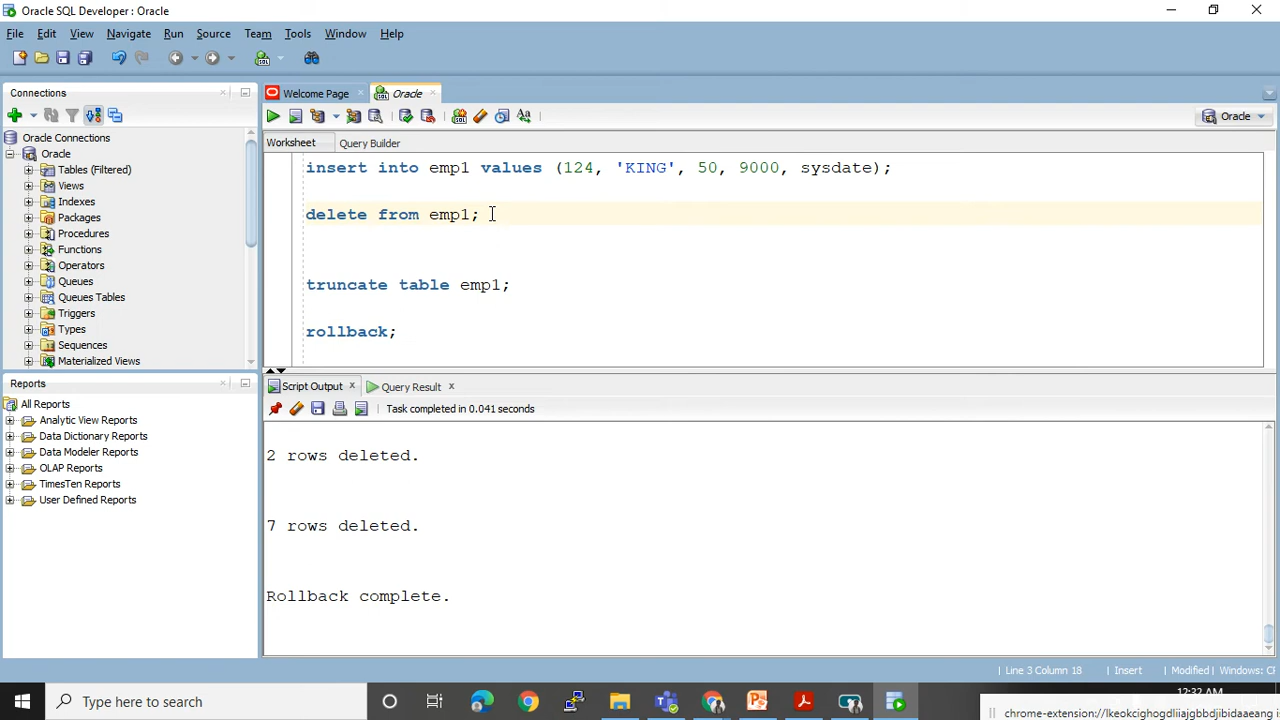 Oracle SQL Developer : Oracle
File Edit View Navigate Run Source Team Tools Window Help
Connections
Oracle Connections
Oracle
Tables (Filtered)
Views
Indexes
Packages
Procedures
Functions
Operators
Queues
Queues Tables
Triggers
Types
Sequences
Materialized Views
Reports
All Reports
Analytic View Reports
Data Dictionary Reports
Data Modeler Reports
OLAP Reports
TimesTen Reports
User Defined Reports
Welcome Page Oracle
Oracle
Worksheet Query Builder
insert into emp1 values (124, 'KING', 50, 9000, sysdate);
delete from emp1;
truncate table emp1;
rollback;
Script Output Query Result
Task completed in 0.041 seconds
2 rows deleted.
7 rows deleted.
Rollback complete.
Line 3 Column 18 Insert Modified Windows: CF
Type here to search
12:32 AM